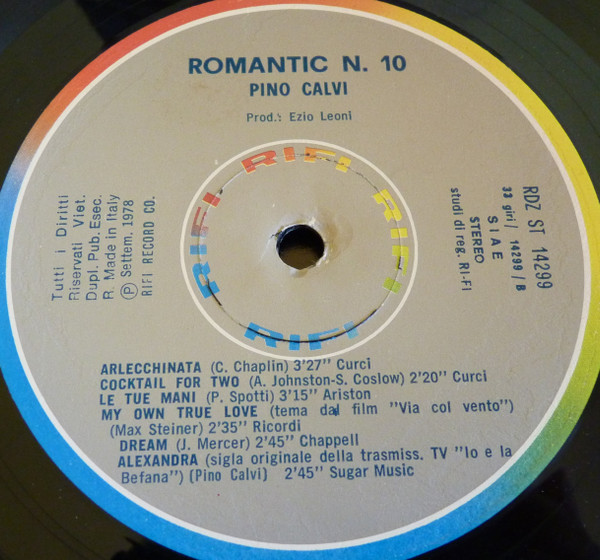 ROMANTIC N. 10
PINO CALVI
Prod.: Ezio Leoni
RIFI RIFI RIFI RIFI RIFI RIFI
Tutti i Diritti
Riservati Viet.
Dupl. Pub. Esec.
R. Made in Italy
Ⓟ Settem. 1978
RIFI RECORD CO.
RDZ ST 14299
33 giri / 14299 / B
S I A E
STEREO
studi di reg. RI-FI
ARLECCHINATA (C. Chaplin) 3'27" Curci
COCKTAIL FOR TWO (A. Johnston-S. Coslow) 2'20" Curci
LE TUE MANI (P. Spotti) 3'15" Ariston
MY OWN TRUE LOVE (tema dal film "Via col vento")
(Max Steiner) 2'35" Ricordi
DREAM (J. Mercer) 2'45" Chappell
ALEXANDRA (sigla originale della trasmiss. TV "Io e la
Befana") (Pino Calvi) 2'45" Sugar Music